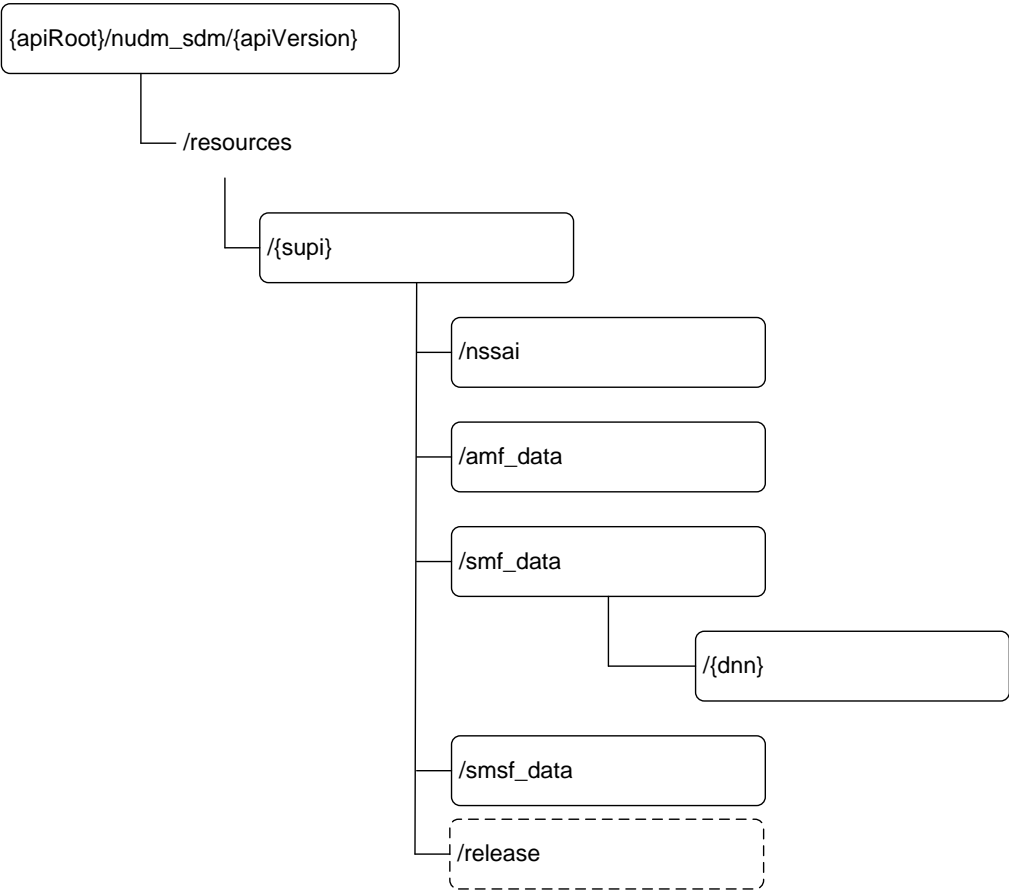 {apiRoot}/nudm_sdm/{apiVersion}
/resources
/{supi}
/nssai
/amf_data
/smf_data
/{dnn}
/smsf_data
/release